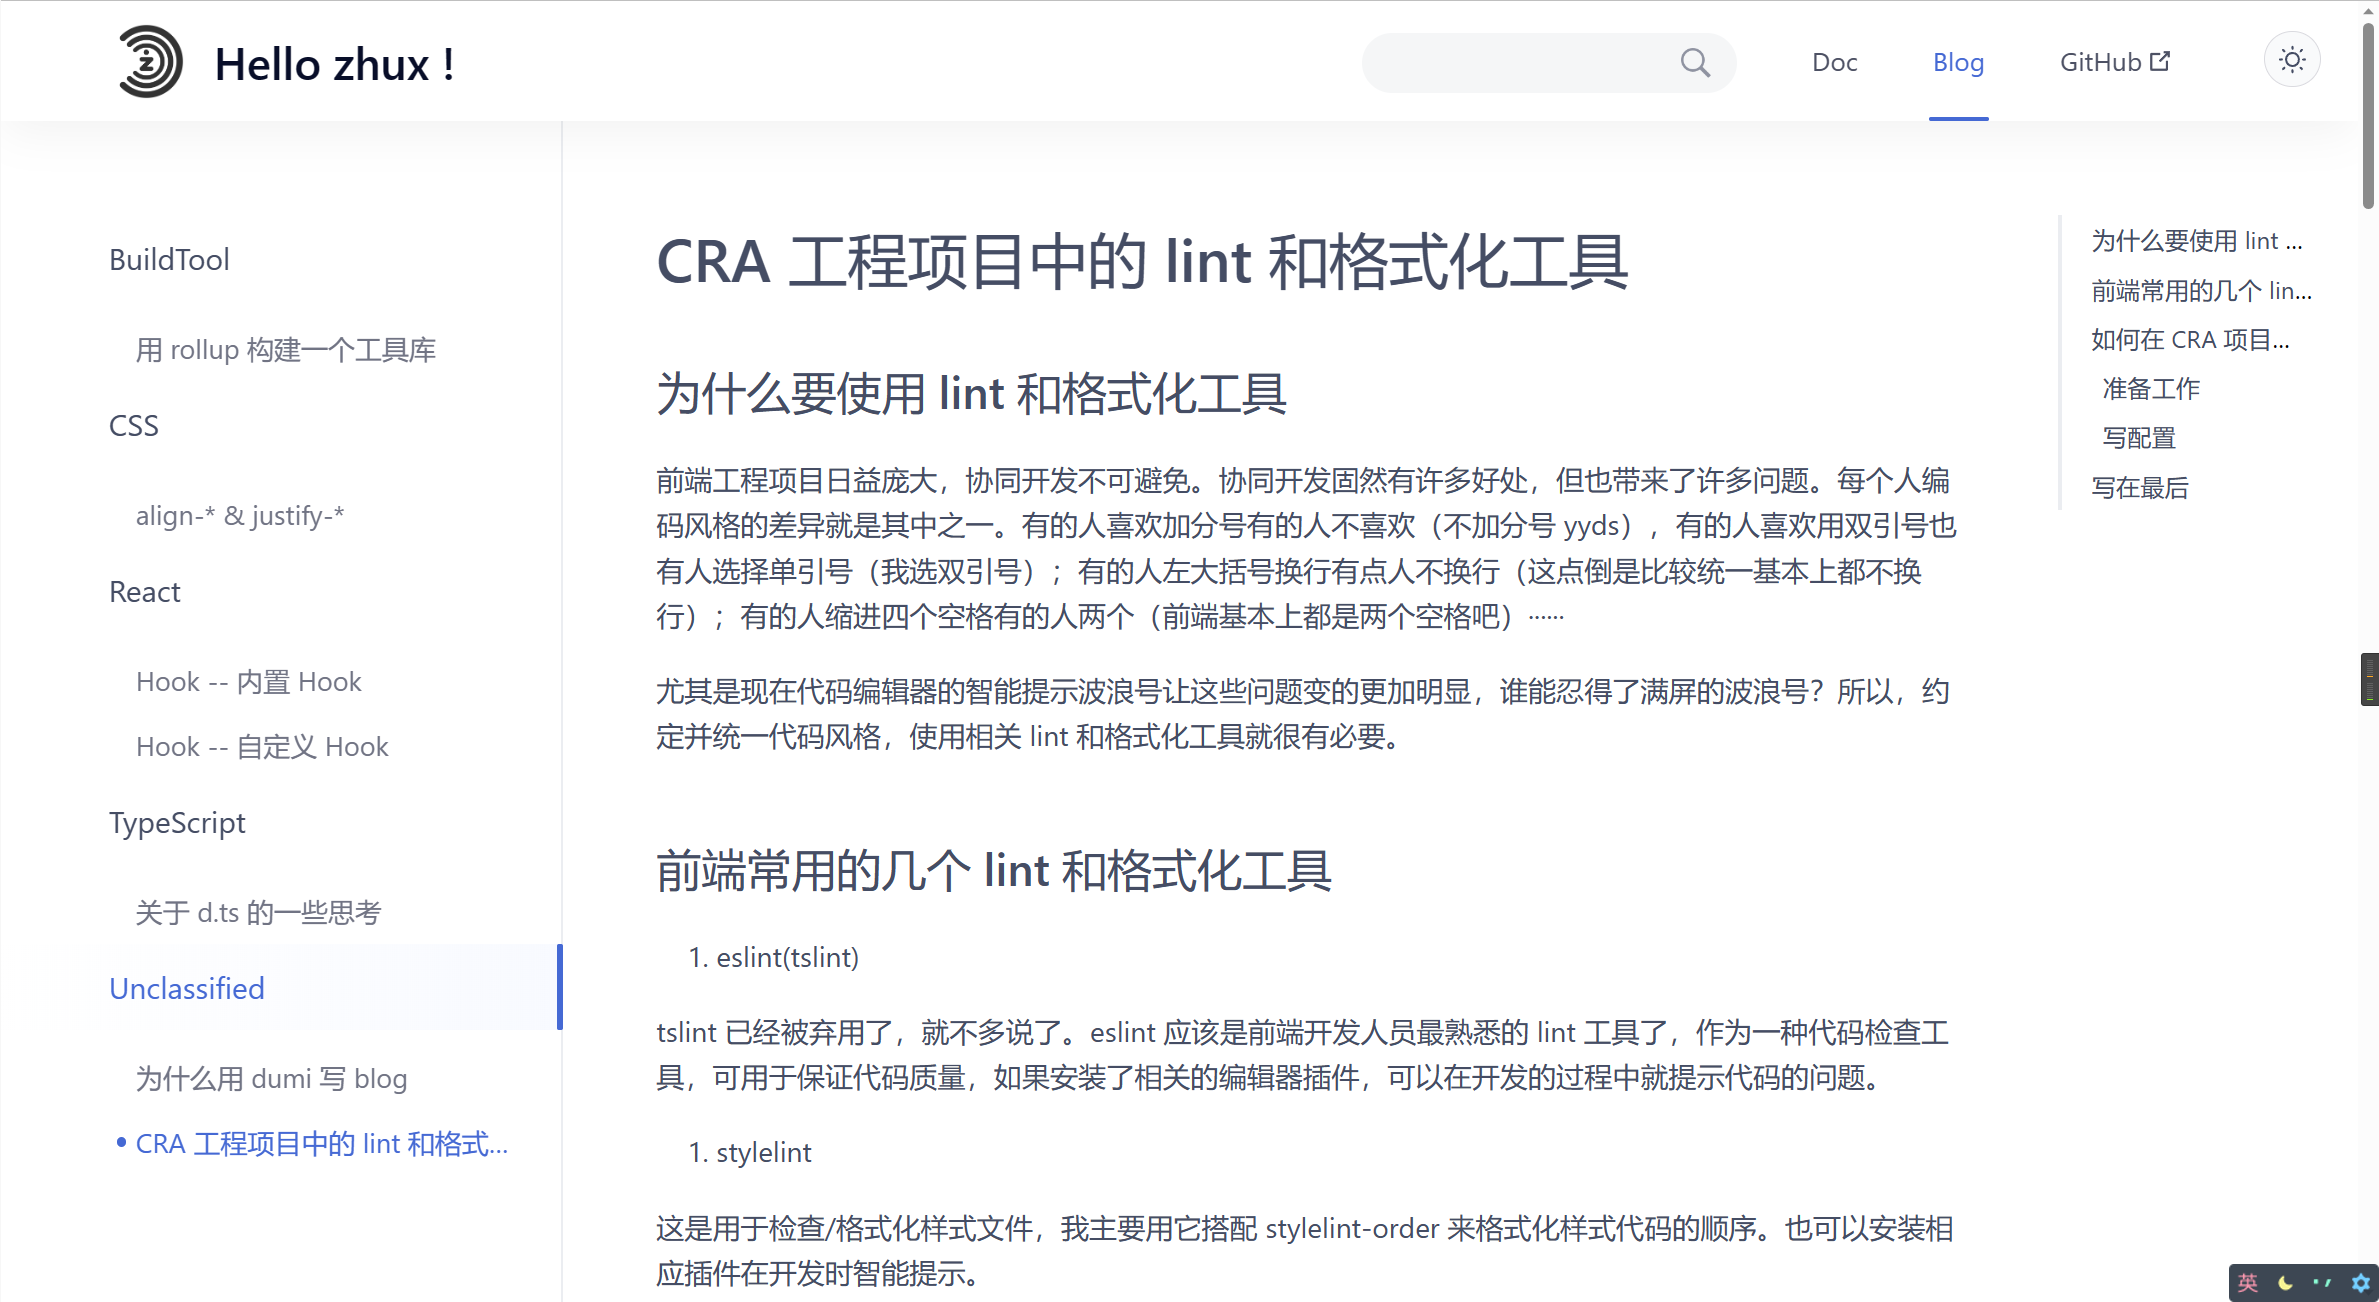 Hello zhux !
Doc
Blog
GitHub
BuildTool
用 rollup 构建一个工具库
CSS
align-* & justify-*
React
Hook -- 内置 Hook
Hook -- 自定义 Hook
TypeScript
关于 d.ts 的一些思考
Unclassified
为什么用 dumi 写 blog
CRA 工程项目中的 lint 和格式...
CRA 工程项目中的 lint 和格式化工具
为什么要使用 lint 和格式化工具
前端工程项目日益庞大，协同开发不可避免。协同开发固然有许多好处，但也带来了许多问题。每个人编
码风格的差异就是其中之一。有的人喜欢加分号有的人不喜欢（不加分号 yyds），有的人喜欢用双引号也
有人选择单引号（我选双引号）；有的人左大括号换行有点人不换行（这点倒是比较统一基本上都不换
行）；有的人缩进四个空格有的人两个（前端基本上都是两个空格吧）······
尤其是现在代码编辑器的智能提示波浪号让这些问题变的更加明显，谁能忍得了满屏的波浪号？所以，约
定并统一代码风格，使用相关 lint 和格式化工具就很有必要。
前端常用的几个 lint 和格式化工具
1. eslint(tslint)
tslint 已经被弃用了，就不多说了。eslint 应该是前端开发人员最熟悉的 lint 工具了，作为一种代码检查工
具，可用于保证代码质量，如果安装了相关的编辑器插件，可以在开发的过程中就提示代码的问题。
1. stylelint
这是用于检查/格式化样式文件，我主要用它搭配 stylelint-order 来格式化样式代码的顺序。也可以安装相
应插件在开发时智能提示。
为什么要使用 lint ...
前端常用的几个 lin...
如何在 CRA 项目...
准备工作
写配置
写在最后
英